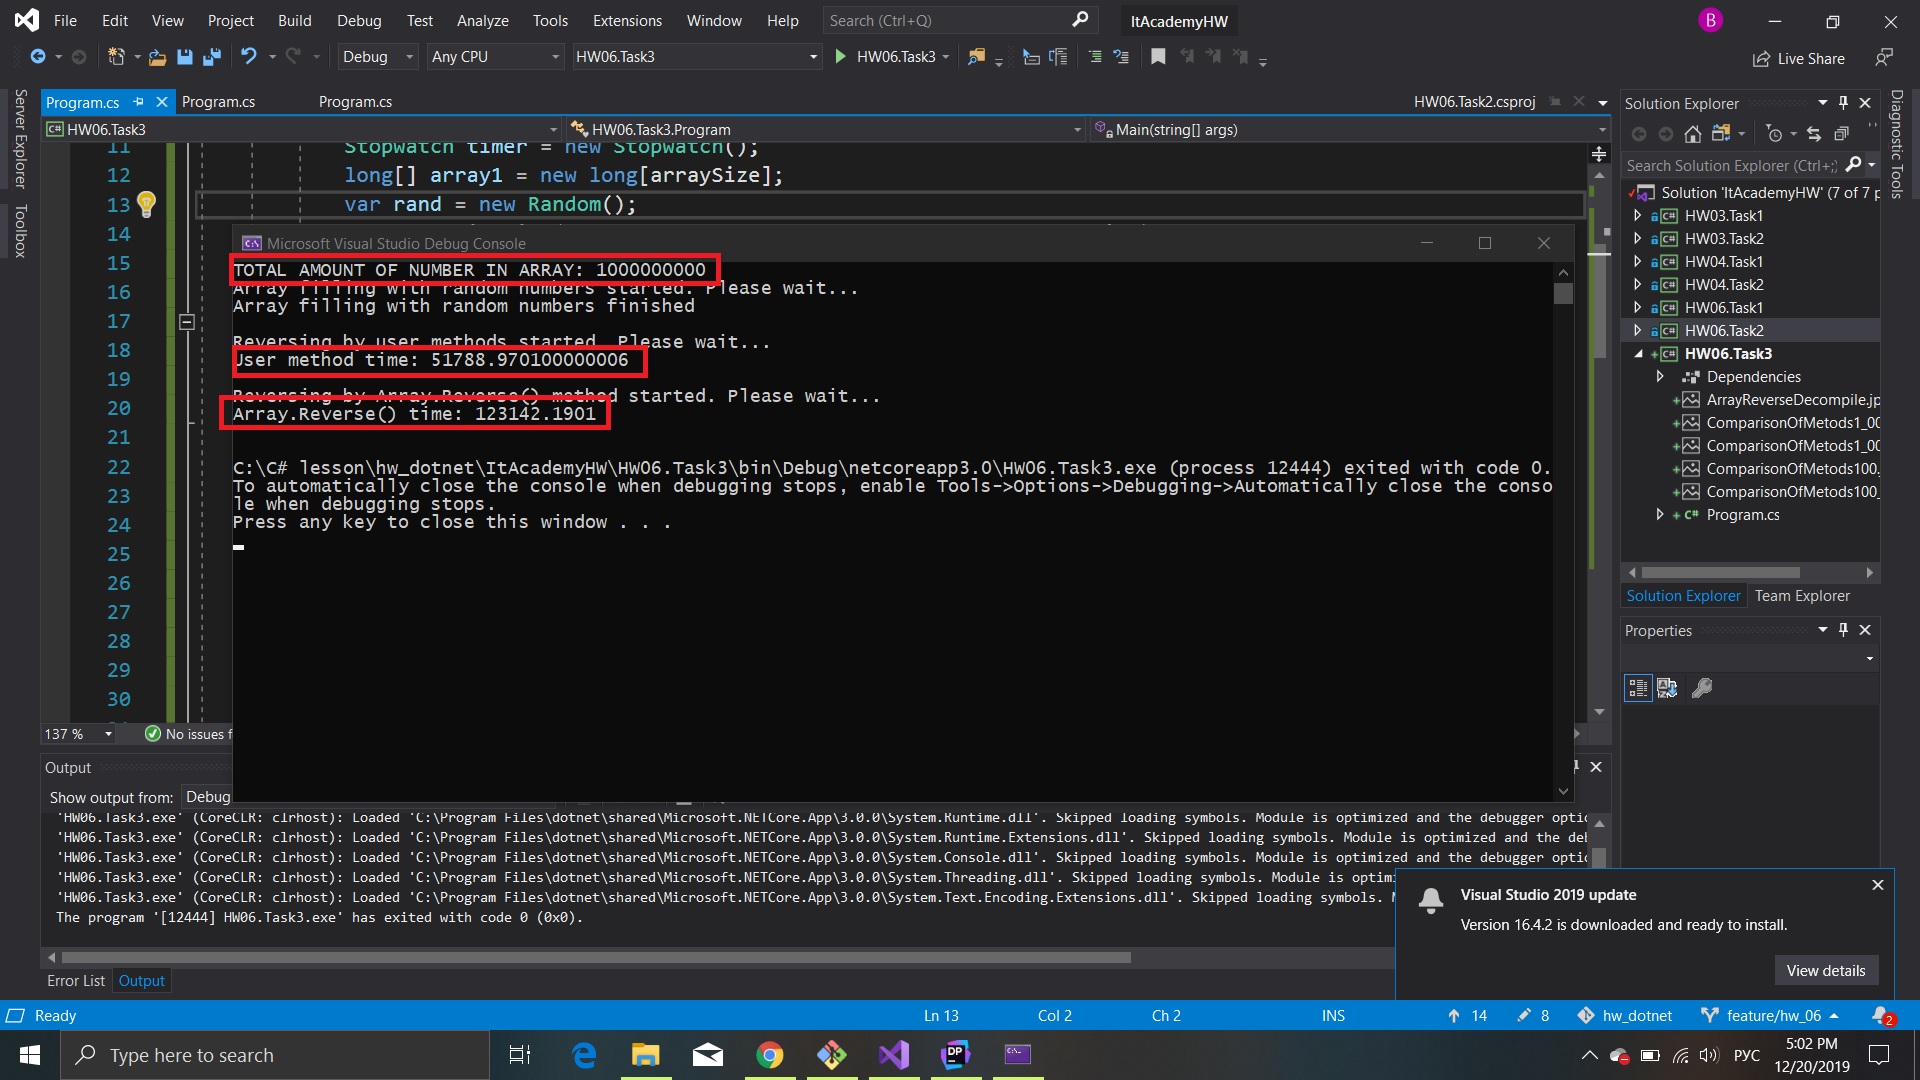 File Edit View Project Build Debug Test Analyze Tools Extensions Window Help Search (Ctrl+Q) ItAcademyHW B
Debug Any CPU HW06.Task3 HW06.Task3 Live Share
Server Explorer
Toolbox
Program.cs Program.cs Program.cs HW06.Task2.csproj
HW06.Task3 HW06.Task3.Program Main(string[] args)
11 Stopwatch timer = new Stopwatch();
12 long[] array1 = new long[arraySize];
13 var rand = new Random();
14
15
16
17
18
19
20
21
22
23
24
25
26
27
28
29
30
Microsoft Visual Studio Debug Console
TOTAL AMOUNT OF NUMBER IN ARRAY: 1000000000
Array filling with random numbers started. Please wait...
Array filling with random numbers finished
Reversing by user methods started. Please wait...
User method time: 51788.970100000006
Reversing by Array.Reverse() method started. Please wait...
Array.Reverse() time: 123142.1901
C:\C# lesson\hw_dotnet\ItAcademyHW\HW06.Task3\bin\Debug\netcoreapp3.0\HW06.Task3.exe (process 12444) exited with code 0.
To automatically close the console when debugging stops, enable Tools->Options->Debugging->Automatically close the conso
le when debugging stops.
Press any key to close this window . . .
137 % No issues f
Output
Show output from: Debug
'HW06.Task3.exe' (CoreCLR: clrhost): Loaded 'C:\Program Files\dotnet\shared\Microsoft.NETCore.App\3.0.0\System.Runtime.dll'. Skipped loading symbols. Module is optimized and the debugger optic
'HW06.Task3.exe' (CoreCLR: clrhost): Loaded 'C:\Program Files\dotnet\shared\Microsoft.NETCore.App\3.0.0\System.Runtime.Extensions.dll'. Skipped loading symbols. Module is optimized and the deb
'HW06.Task3.exe' (CoreCLR: clrhost): Loaded 'C:\Program Files\dotnet\shared\Microsoft.NETCore.App\3.0.0\System.Console.dll'. Skipped loading symbols. Module is optimized and the debugger optic
'HW06.Task3.exe' (CoreCLR: clrhost): Loaded 'C:\Program Files\dotnet\shared\Microsoft.NETCore.App\3.0.0\System.Threading.dll'. Skipped loading symbols. Module is optimi
'HW06.Task3.exe' (CoreCLR: clrhost): Loaded 'C:\Program Files\dotnet\shared\Microsoft.NETCore.App\3.0.0\System.Text.Encoding.Extensions.dll'. Skipped loading symbols.
The program '[12444] HW06.Task3.exe' has exited with code 0 (0x0).
Error List Output
Solution Explorer
Search Solution Explorer (Ctrl+;)
Solution 'ItAcademyHW' (7 of 7 p
HW03.Task1
HW03.Task2
HW04.Task1
HW04.Task2
HW06.Task1
HW06.Task2
HW06.Task3
Dependencies
ArrayReverseDecompile.jp
ComparisonOfMetods1_00
ComparisonOfMetods1_00
ComparisonOfMetods100.
ComparisonOfMetods100_
Program.cs
Solution Explorer Team Explorer
Properties
Diagnostic Tools
Visual Studio 2019 update
Version 16.4.2 is downloaded and ready to install.
View details
Ready Ln 13 Col 2 Ch 2 INS 14 8 hw_dotnet feature/hw_06 2
Type here to search DP РУС 5:02 PM
12/20/2019